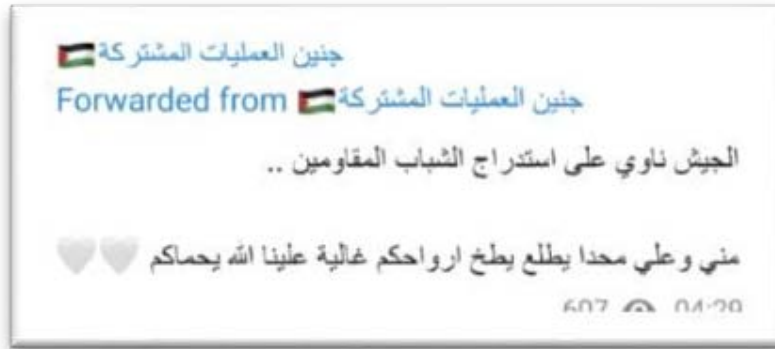 جنين العمليات المشتركة🇵🇸
Forwarded from 🇵🇸جنين العمليات المشتركة
الجيش ناوي على استدراج الشباب المقاومين ..
مني وعلي محدا يطلع يطخ ارواحكم غالية علينا الله يحماكم 🤍🤍
607 04:29